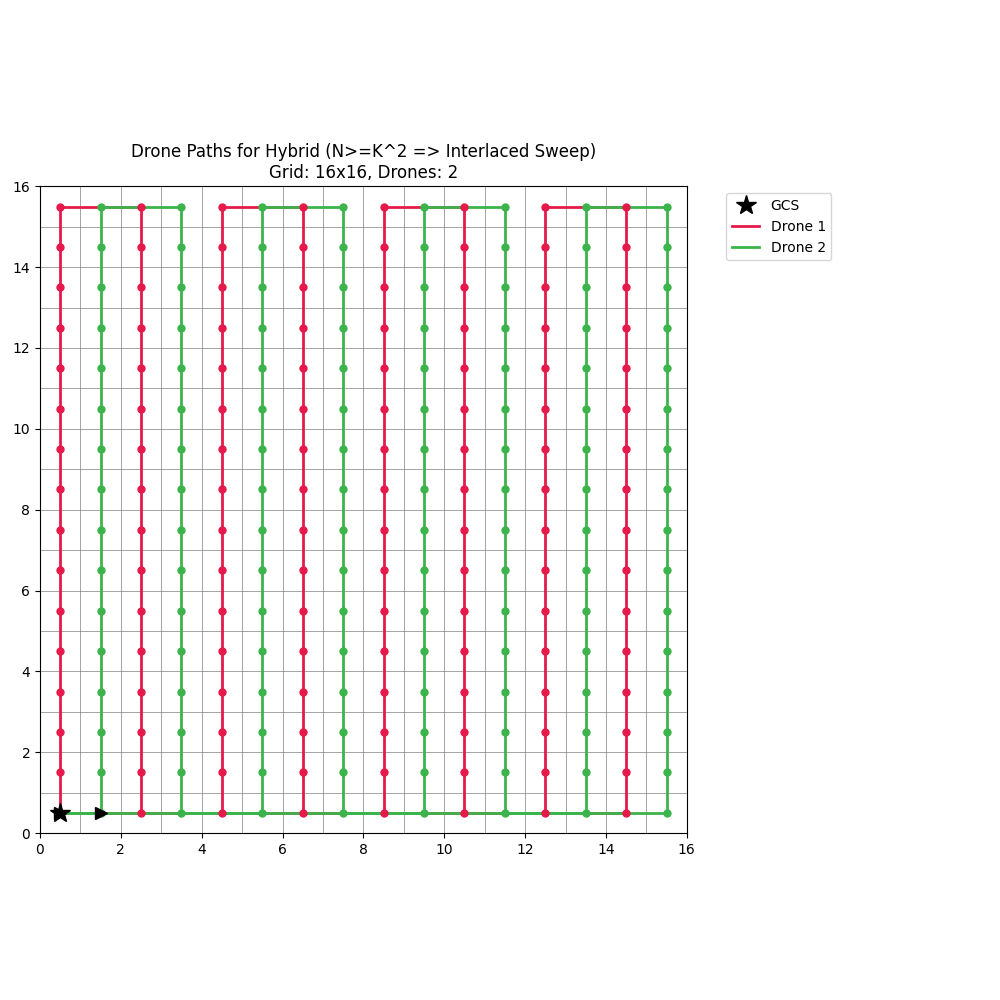 Drone Paths for Hybrid (N>=K^2 => Interlaced Sweep)
Grid: 16x16, Drones: 2
GCS
Drone 1
Drone 2
16
14
12
10
8
6
4
2
0
0 2 4 6 8 10 12 14 16